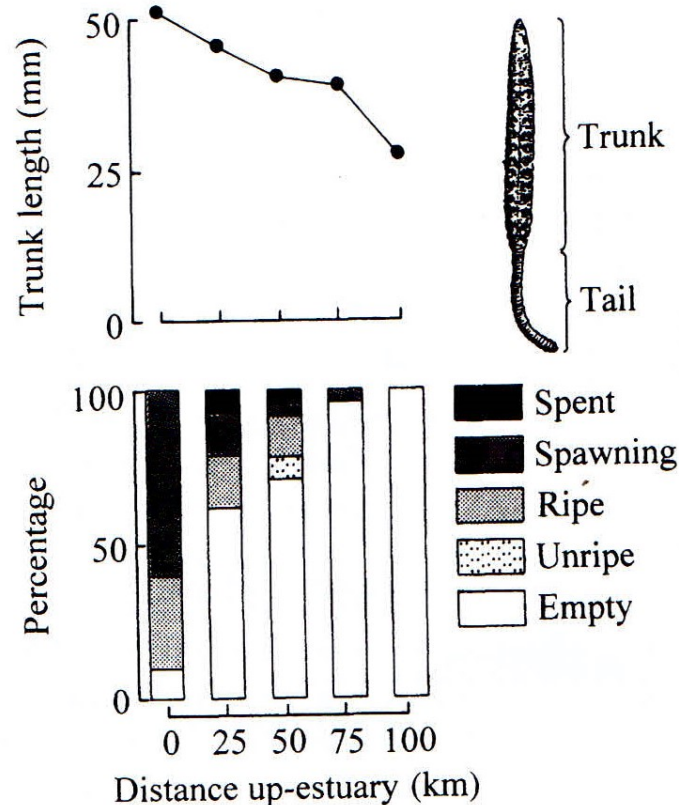 Trunk length (mm)
50
25
0
Trunk
Tail
Percentage
100
50
0
Spent
Spawning
Ripe
Unripe
Empty
0 25 50 75 100
Distance up-estuary (km)